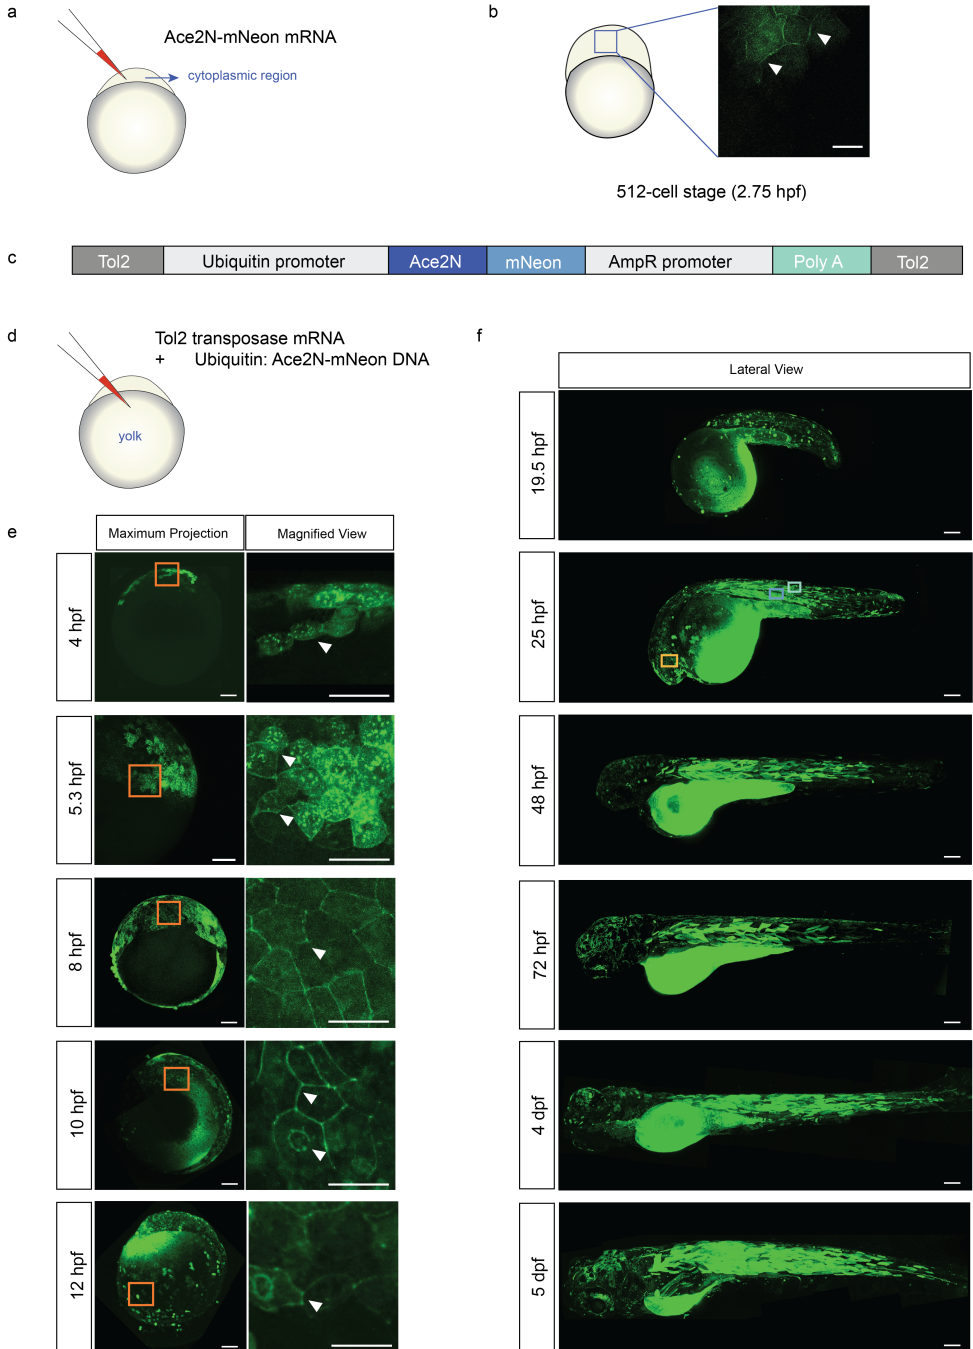 a
Ace2N-mNeon mRNA
cytoplasmic region
b
512-cell stage (2.75 hpf)
c
Tol2 Ubiquitin promoter Ace2N mNeon AmpR promoter Poly A Tol2
d
Tol2 transposase mRNA
+ Ubiquitin: Ace2N-mNeon DNA
yolk
e
Maximum Projection Magnified View
4 hpf
5.3 hpf
8 hpf
10 hpf
12 hpf
f
Lateral View
19.5 hpf
25 hpf
48 hpf
72 hpf
4 dpf
5 dpf